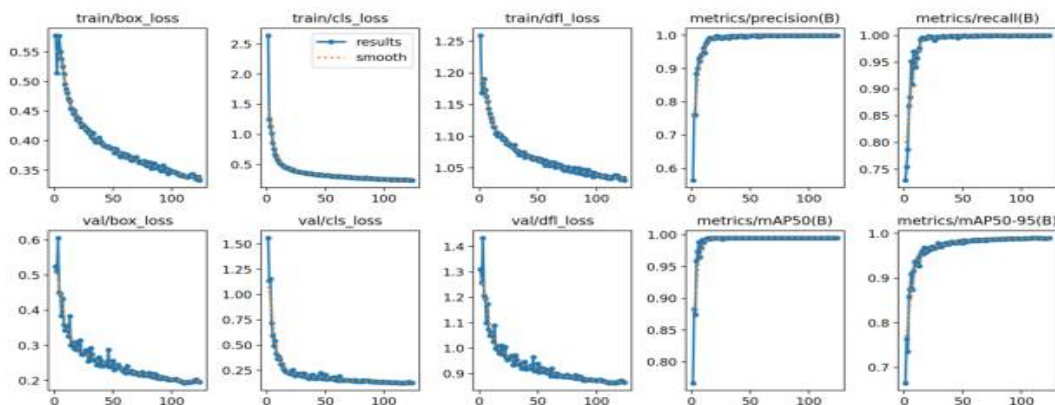 train/box_loss
train/cls_loss
train/dfl_loss
metrics/precision(B)
metrics/recall(B)
results
smooth
0.55
0.50
0.45
0.40
0.35
0 50 100
2.5
2.0
1.5
1.0
0.5
0 50 100
1.25
1.20
1.15
1.10
1.05
0 50 100
1.0
0.9
0.8
0.7
0.6
0 50 100
1.00
0.95
0.90
0.85
0.80
0.75
0 50 100
val/box_loss
val/cls_loss
val/dfl_loss
metrics/mAP50(B)
metrics/mAP50-95(B)
0.6
0.5
0.4
0.3
0.2
0 50 100
1.50
1.25
1.00
0.75
0.50
0.25
0 50 100
1.4
1.3
1.2
1.1
1.0
0.9
0 50 100
1.00
0.95
0.90
0.85
0.80
0 50 100
1.0
0.9
0.8
0.7
0 50 100